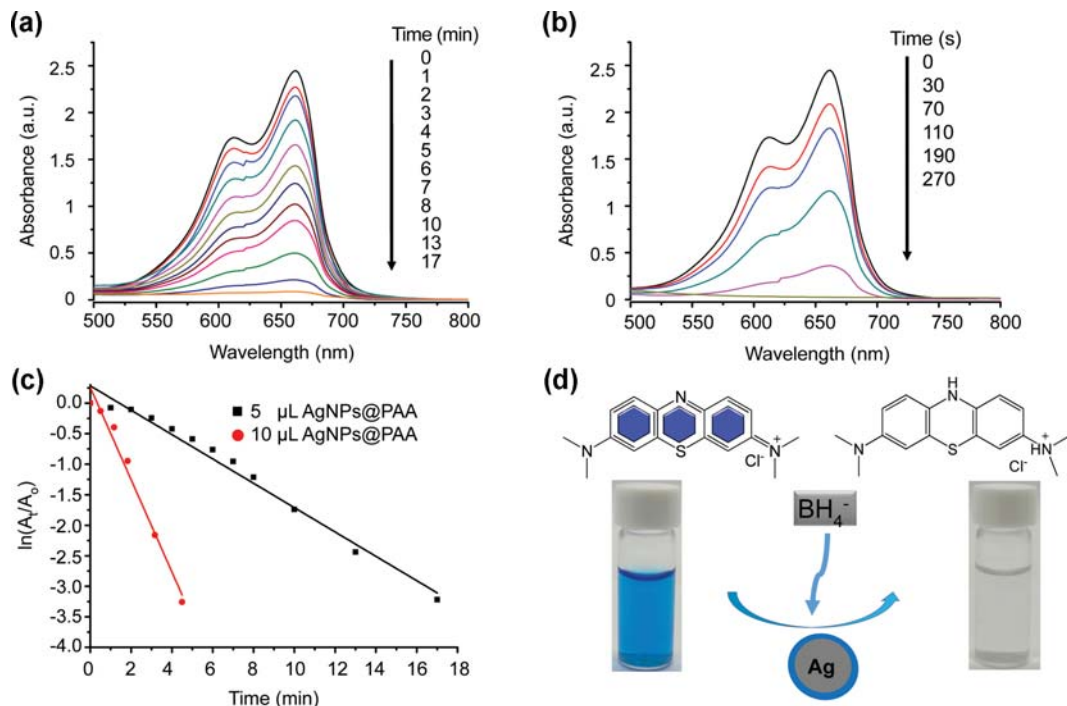 (a)
Time (min)
0
1
2
3
4
5
6
7
8
10
13
17
2.5
2
1.5
1
0.5
0
Absorbance (a.u.)
500 550 600 650 700 750 800
Wavelength (nm)
(b)
Time (s)
0
30
70
110
190
270
2.5
2
1.5
1
0.5
0
Absorbance (a.u.)
500 550 600 650 700 750 800
Wavelength (nm)
(c)
5 µL AgNPs@PAA
10 µL AgNPs@PAA
0.0
-0.5
-1.0
-1.5
-2.0
-2.5
-3.0
-3.5
-4.0
ln(At/Ao)
0 2 4 6 8 10 12 14 16 18
Time (min)
(d)
N
S
N
N+
Cl-
H
N
S
N
HN+
Cl-
BH4-
Ag